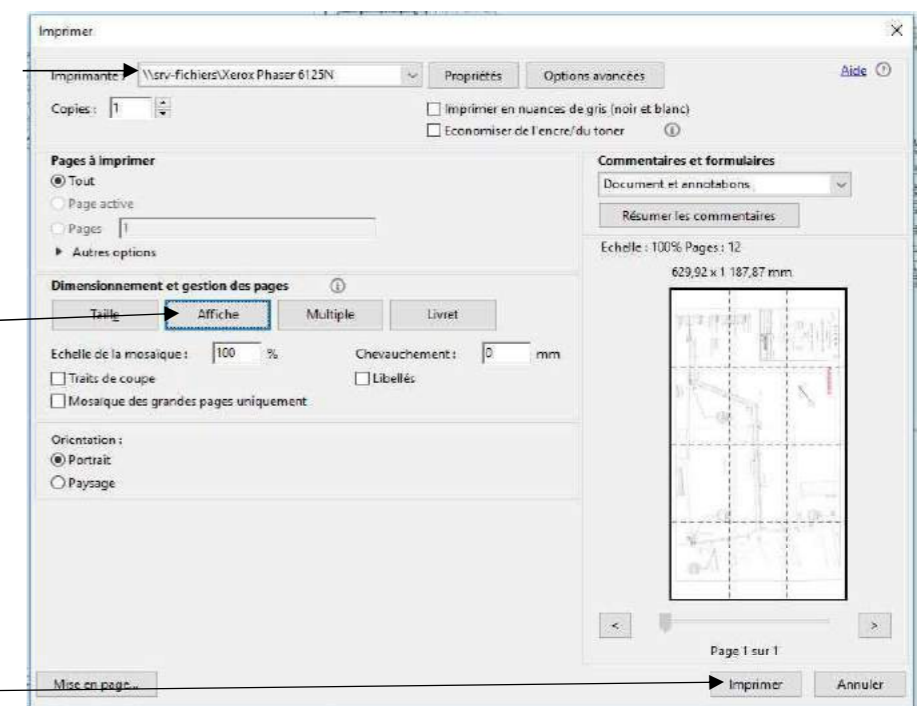 Imprimer
Imprimante : \\srv-fichiers\Xerox Phaser 6125N Propriétés Options avancées Aide
Copies : 1 Imprimer en nuances de gris (noir et blanc)
Economiser de l'encre/du toner
Pages à imprimer
Tout
Page active
Pages 1
Autres options
Commentaires et formulaires
Document et annotations
Résumer les commentaires
Echelle : 100% Pages : 12
629,92 x 1 187,87 mm
Dimensionnement et gestion des pages
Taille Affiche Multiple Livret
Echelle de la mosaïque : 100 % Chevauchement : 0 mm
Traits de coupe Libellés
Mosaïque des grandes pages uniquement
Orientation :
Portrait
Paysage
< >
Page 1 sur 1
Mise en page... Imprimer Annuler